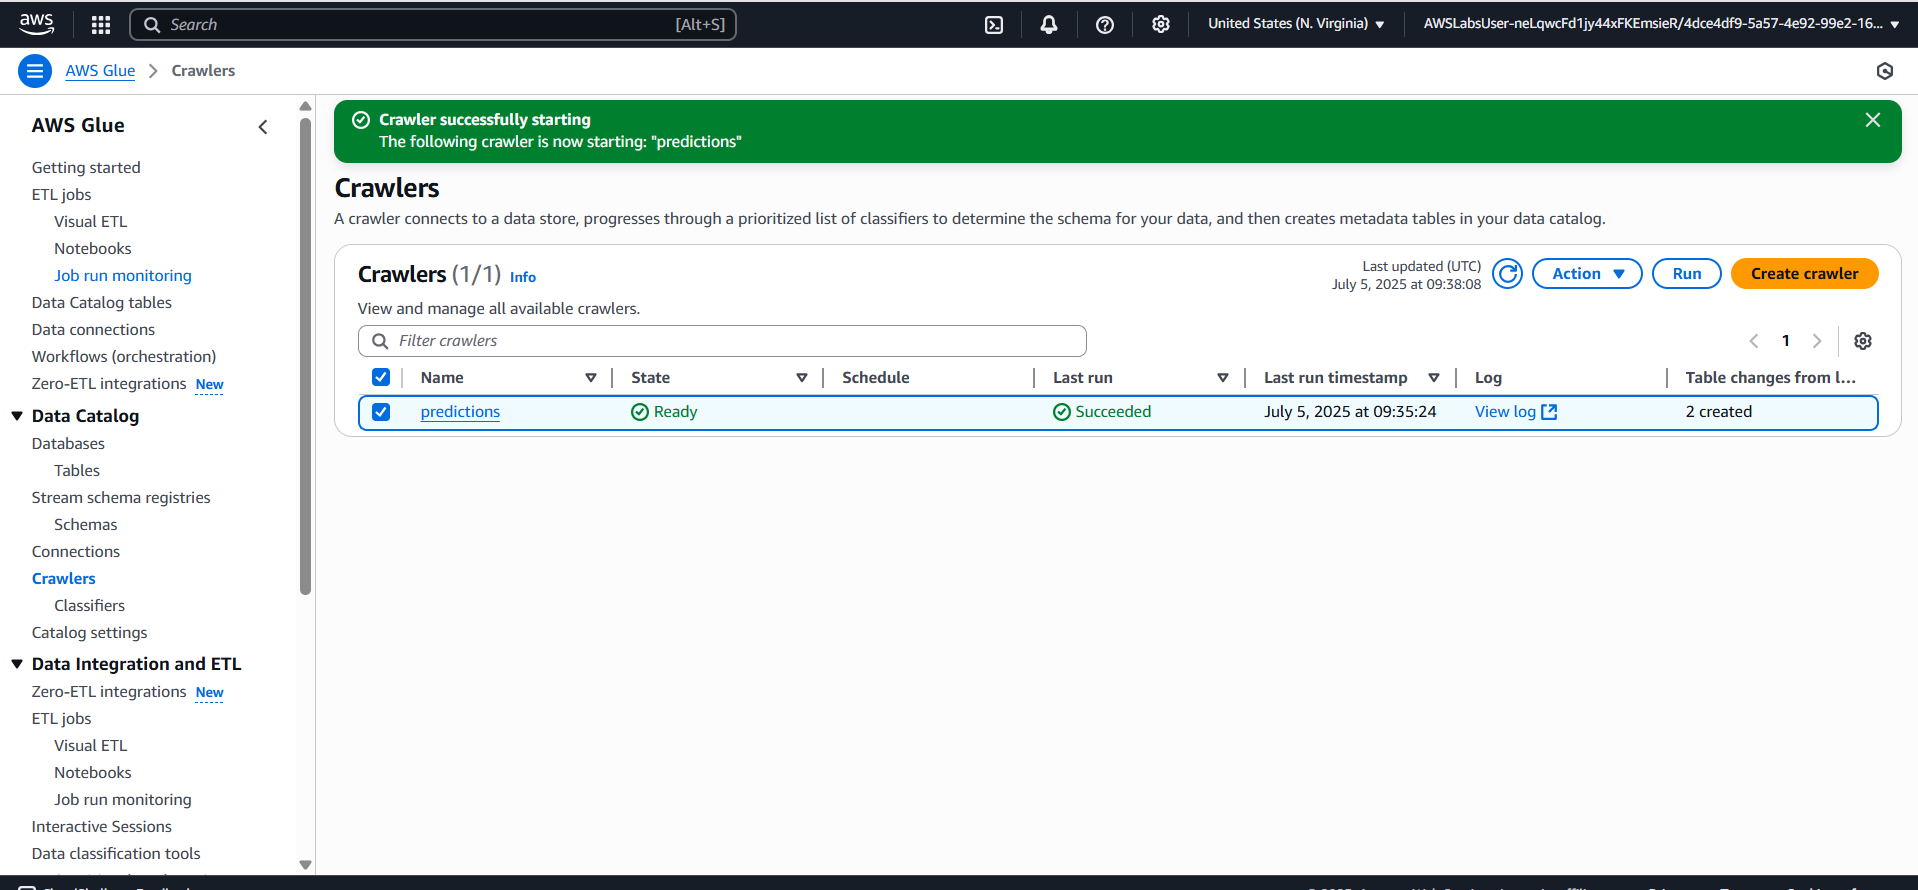 aws
Search [Alt+S]
United States (N. Virginia)
AWSLabsUser-neLqwcFd1jy44xFKEmsieR/4dce4df9-5a57-4e92-99e2-16...
AWS Glue
Crawlers
AWS Glue
Getting started
ETL jobs
Visual ETL
Notebooks
Job run monitoring
Data Catalog tables
Data connections
Workflows (orchestration)
Zero-ETL integrations New
Data Catalog
Databases
Tables
Stream schema registries
Schemas
Connections
Crawlers
Classifiers
Catalog settings
Data Integration and ETL
Zero-ETL integrations New
ETL jobs
Visual ETL
Notebooks
Job run monitoring
Interactive Sessions
Data classification tools
Crawler successfully starting
The following crawler is now starting: "predictions"
Crawlers
A crawler connects to a data store, progresses through a prioritized list of classifiers to determine the schema for your data, and then creates metadata tables in your data catalog.
Crawlers (1/1) Info
Last updated (UTC)
July 5, 2025 at 09:38:08
Action
Run
Create crawler
View and manage all available crawlers.
Filter crawlers
1
Name State Schedule Last run Last run timestamp Log Table changes from l...
predictions Ready Succeeded July 5, 2025 at 09:35:24 View log 2 created